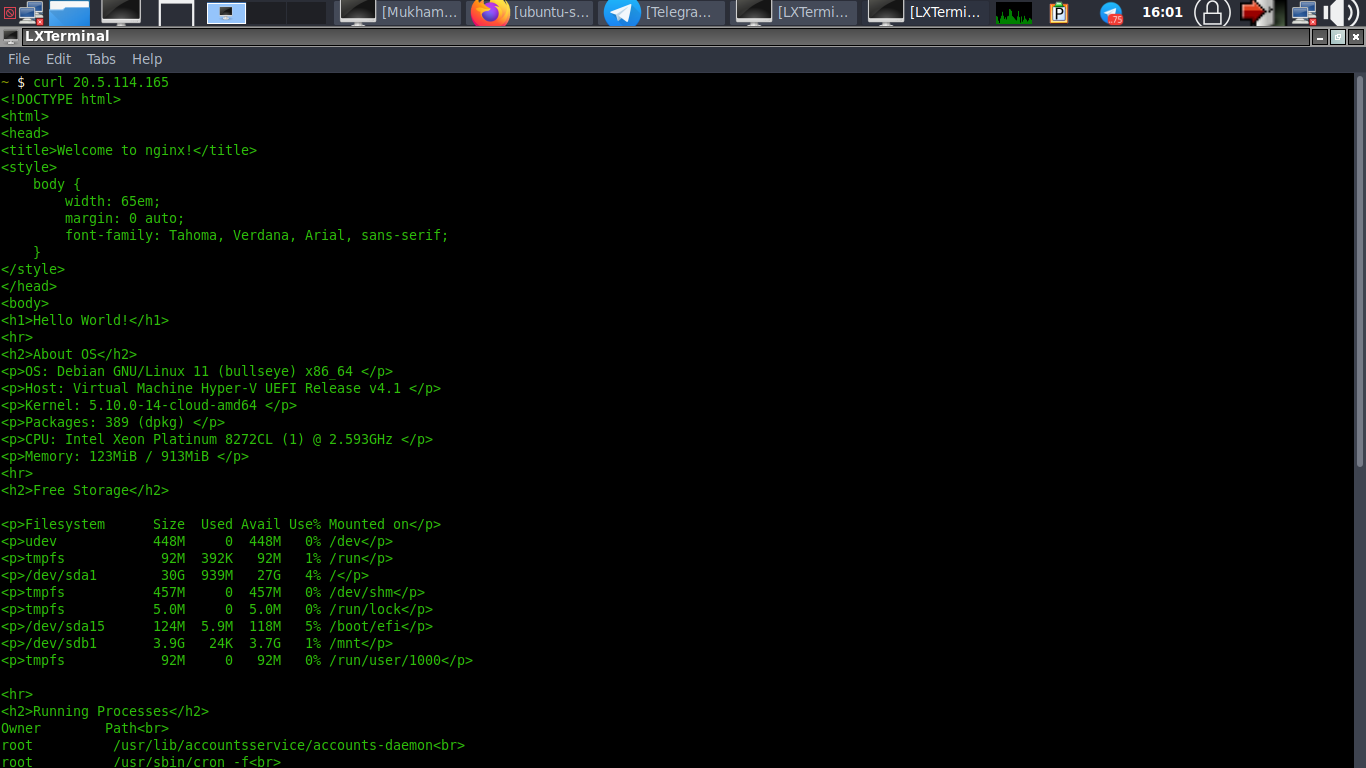 [Mukham... [ubuntu-s... [Telegra... [LXTermi... [LXTermi... P .75 16:01
LXTerminal
File Edit Tabs Help
~ $ curl 20.5.114.165
<!DOCTYPE html>
<html>
<head>
<title>Welcome to nginx!</title>
<style>
    body {
        width: 65em;
        margin: 0 auto;
        font-family: Tahoma, Verdana, Arial, sans-serif;
    }
</style>
</head>
<body>
<h1>Hello World!</h1>
<hr>
<h2>About OS</h2>
<p>OS: Debian GNU/Linux 11 (bullseye) x86_64 </p>
<p>Host: Virtual Machine Hyper-V UEFI Release v4.1 </p>
<p>Kernel: 5.10.0-14-cloud-amd64 </p>
<p>Packages: 389 (dpkg) </p>
<p>CPU: Intel Xeon Platinum 8272CL (1) @ 2.593GHz </p>
<p>Memory: 123MiB / 913MiB </p>
<hr>
<h2>Free Storage</h2>
<p>Filesystem      Size  Used Avail Use% Mounted on</p>
<p>udev            448M     0  448M   0% /dev</p>
<p>tmpfs            92M  392K   92M   1% /run</p>
<p>/dev/sda1        30G  939M   27G   4% /</p>
<p>tmpfs           457M     0  457M   0% /dev/shm</p>
<p>tmpfs           5.0M     0  5.0M   0% /run/lock</p>
<p>/dev/sda15      124M  5.9M  118M   5% /boot/efi</p>
<p>/dev/sdb1       3.9G   24K  3.7G   1% /mnt</p>
<p>tmpfs            92M     0   92M   0% /run/user/1000</p>
<hr>
<h2>Running Processes</h2>
Owner        Path<br>
root          /usr/lib/accountsservice/accounts-daemon<br>
root          /usr/sbin/cron -f<br>